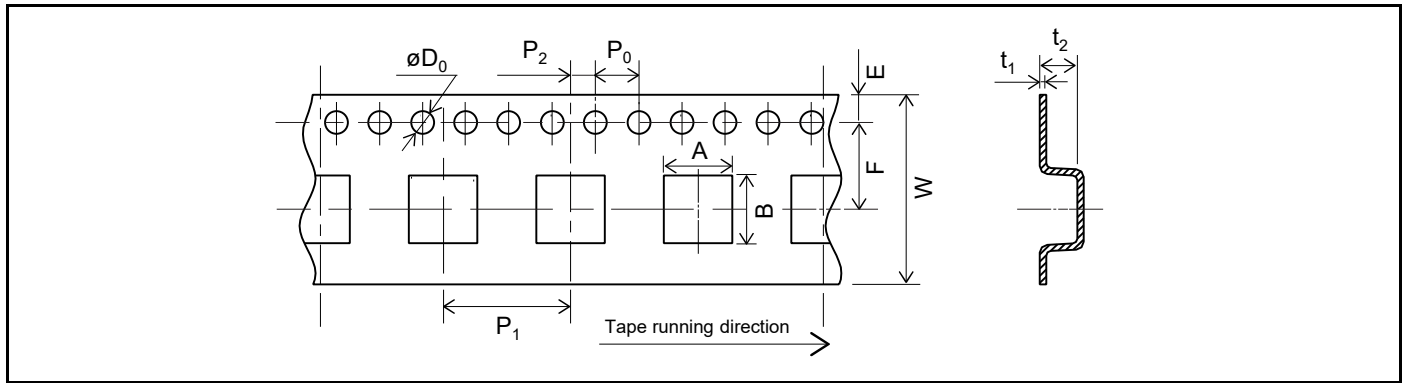 øD₀
P₂
P₀
E
t₁
t₂
A
B
F
W
P₁
Tape running direction